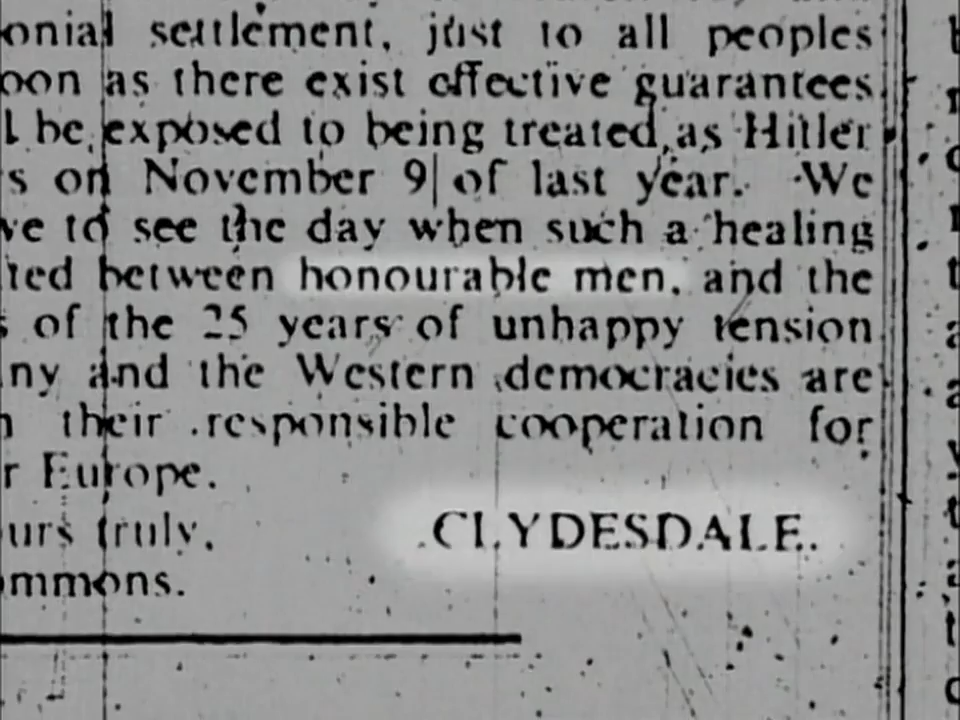 onial settlement, just to all peoples
oon as there exist effective guarantees
l be exposed to being treated as Hitler
s on November 9 of last year. We
ve to see the day when such a healing
ted between honourable men, and the
s of the 25 years of unhappy tension
ny and the Western democracies are
n their responsible cooperation for
r Europe.
urs truly,
CLYDESDALE.
ommons.